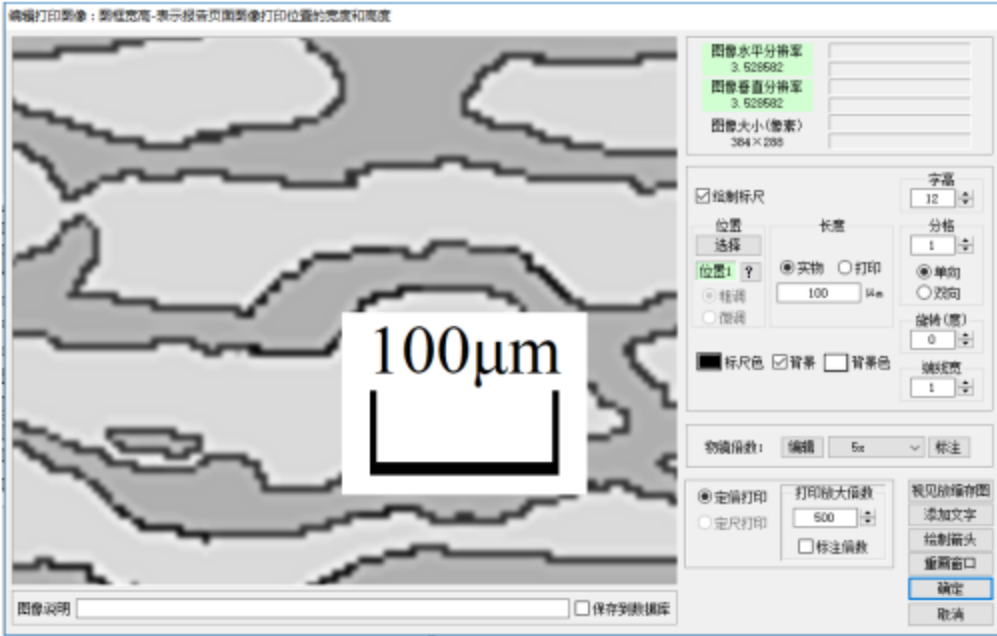 编辑打印图像：图框宽高-表示报告页面图像打印位置的宽度和高度
100μm
图像说明
保存到数据库
图像水平分辨率
3.528582
图像垂直分辨率
3.528582
图像大小(像素)
384×288
绘制标尺
字高
12
位置
选择
位置1 ?
粗调
微调
长度
实物 打印
100 μm
分格
1
单向
双向
旋转(度)
0
端线宽
1
标尺色 背景 背景色
物镜倍数： 编辑 5x 标注
定倍打印
定尺打印
打印放大倍数
500
标注倍数
视见放缩存图
添加文字
绘制箭头
重画窗口
确定
取消